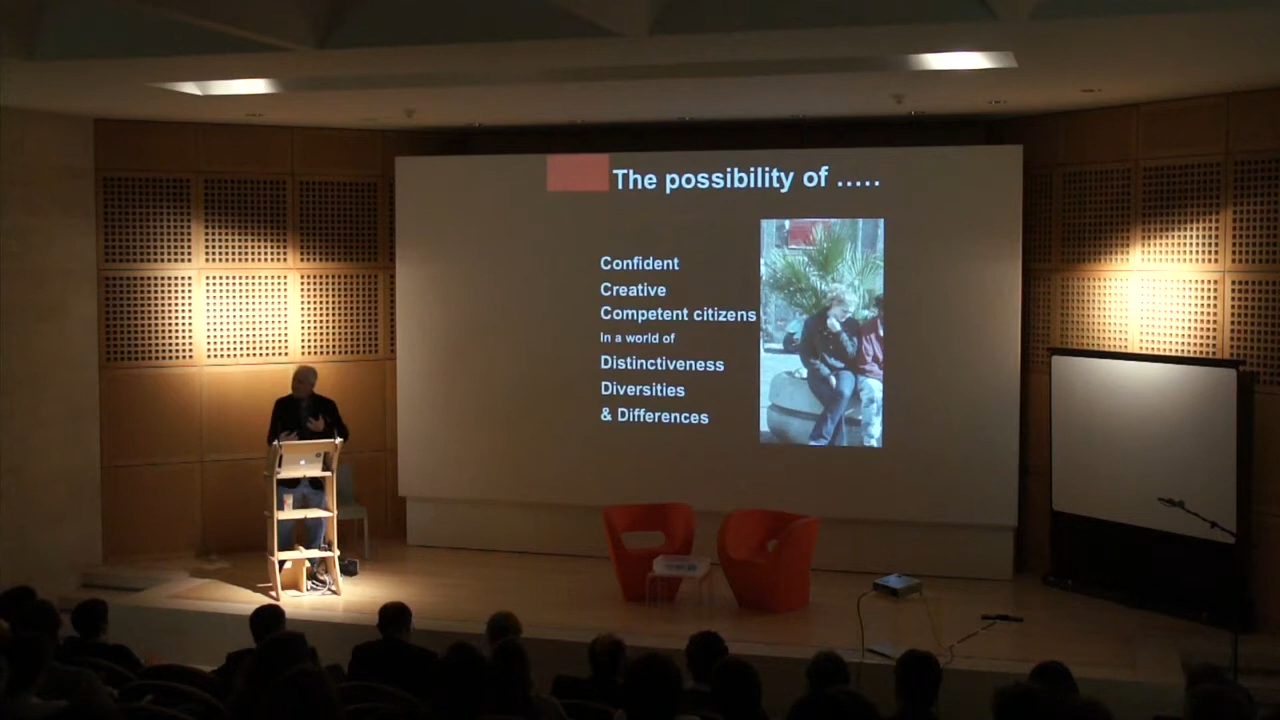 The possibility of .....
Confident
Creative
Competent citizens
In a world of
Distinctiveness
Diversities
& Differences